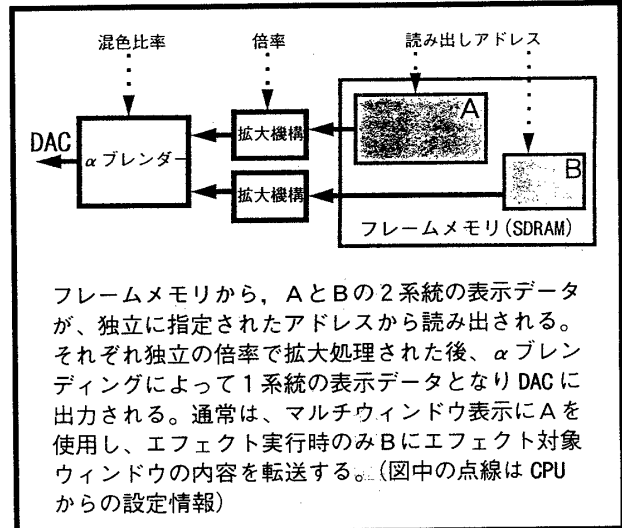 混色比率
倍率
読み出しアドレス
A
DAC
αブレンダー
拡大機構
拡大機構
B
フレームメモリ(SDRAM)
フレームメモリから，AとBの2系統の表示データ
が、独立に指定されたアドレスから読み出される。
それぞれ独立の倍率で拡大処理された後、αブレン
ディングによって1系統の表示データとなりDACに
出力される。通常は、マルチウィンドウ表示にAを
使用し、エフェクト実行時のみBにエフェクト対象
ウィンドウの内容を転送する。(図中の点線はCPU
からの設定情報)